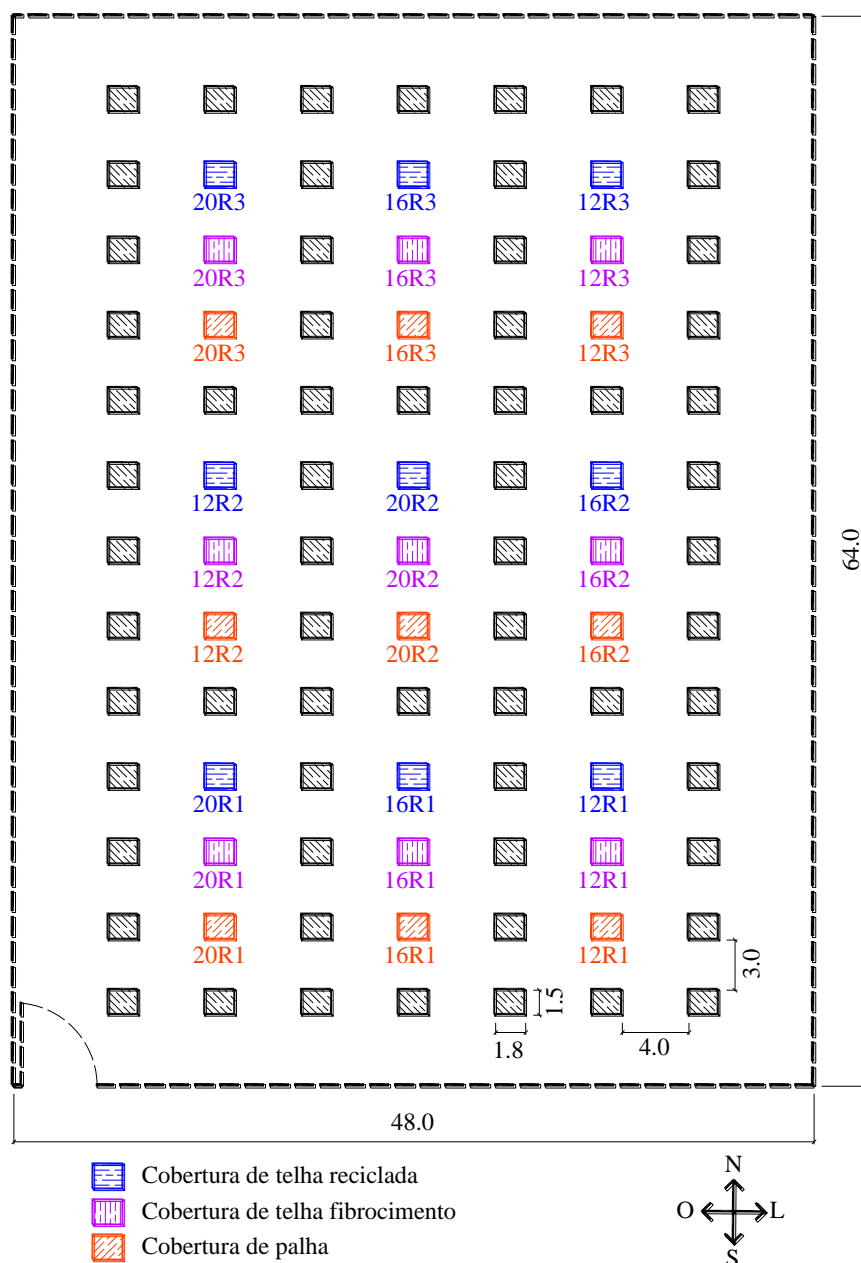 20R3 16R3 12R3
20R3 16R3 12R3
20R3 16R3 12R3
12R2 20R2 16R2
12R2 20R2 16R2
12R2 20R2 16R2
64.0
20R1 16R1 12R1
20R1 16R1 12R1
20R1 16R1 12R1
3.0
1.5
1.8
4.0
48.0
Cobertura de telha reciclada
Cobertura de telha fibrocimento
Cobertura de palha
N
O L
S